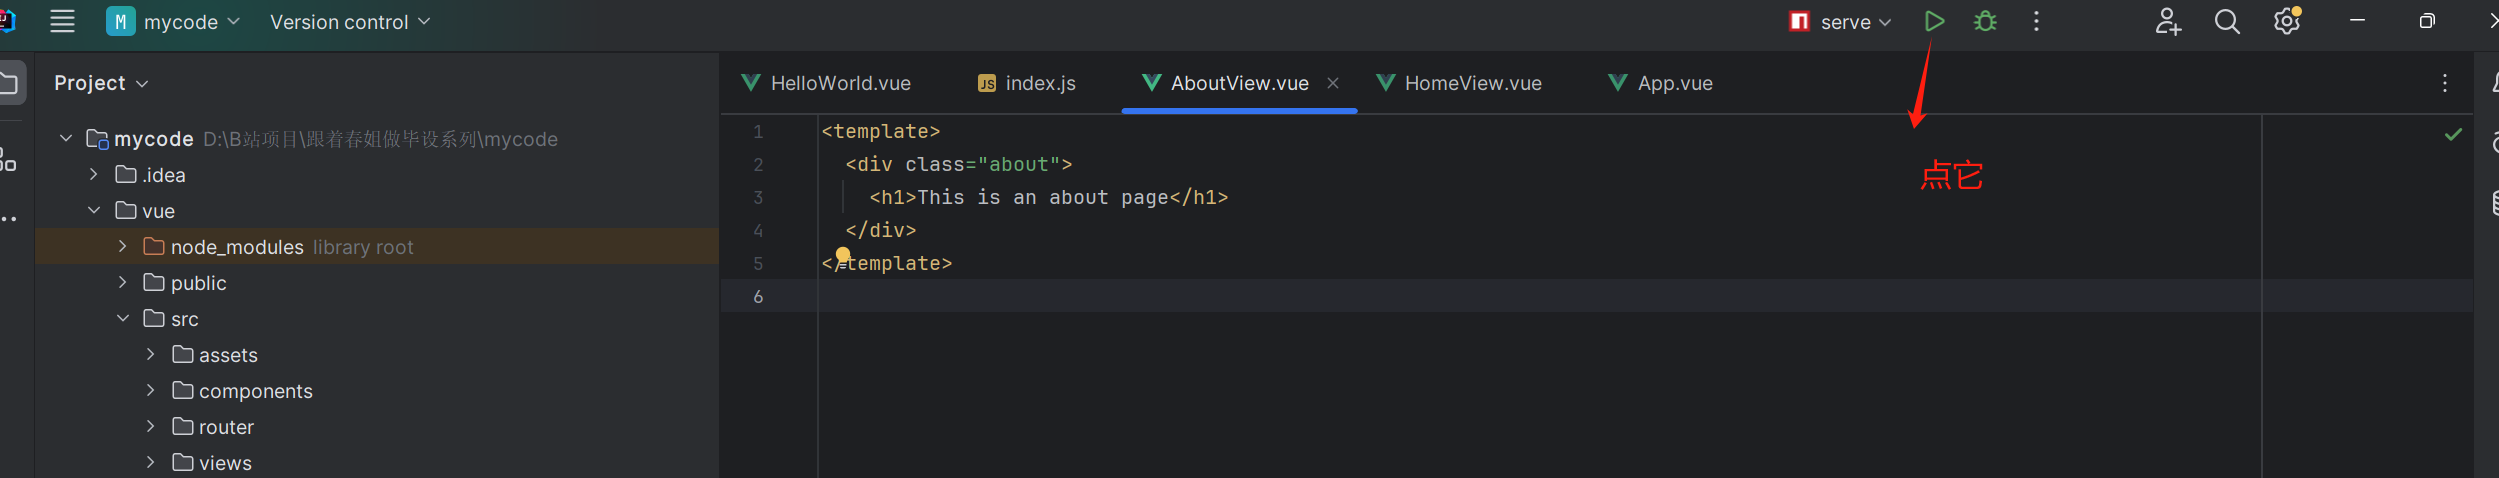 M mycode Version control serve
Project
HelloWorld.vue JS index.js AboutView.vue HomeView.vue App.vue
mycode D:\B站项目\跟着春姐做毕设系列\mycode
.idea
vue
node_modules library root
public
src
assets
components
router
views
1 <template>
2 <div class="about">
3 <h1>This is an about page</h1>
4 </div>
5 </template>
6
点它